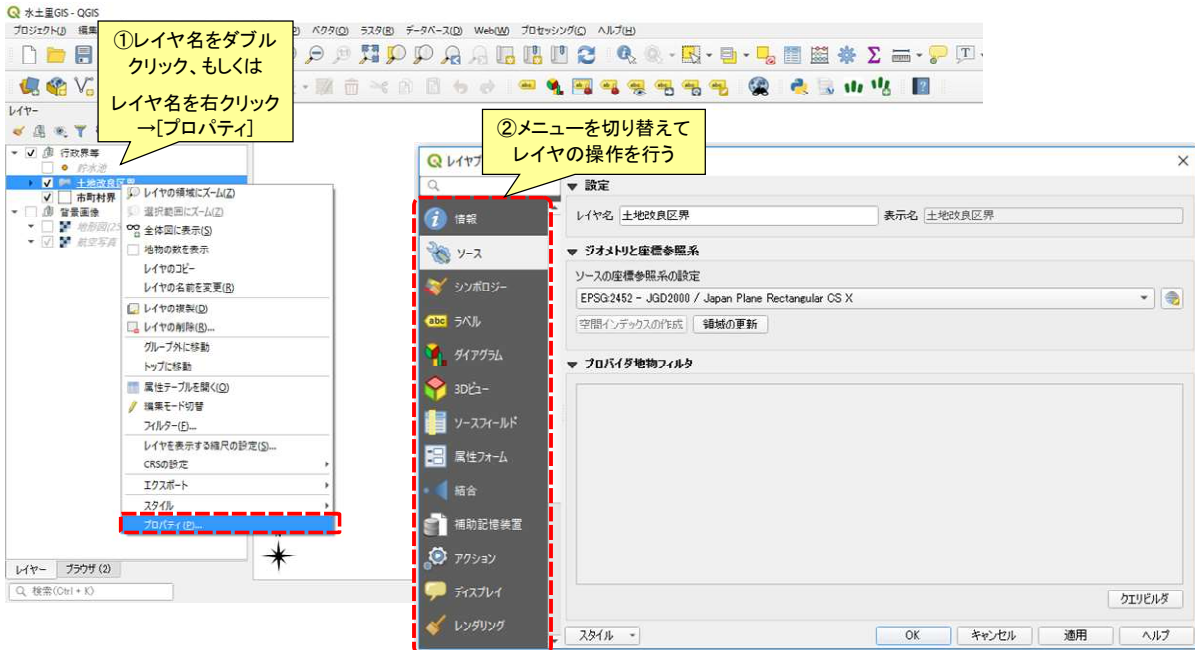 水土里GIS - QGIS
プロジェクト(J) 編集
ベクタ(O) ラスタ(R) データベース(D) Web(W) プロセッシング(C) ヘルプ(H)
①レイヤ名をダブル
クリック、もしくは
レイヤ名を右クリック
→[プロパティ]
②メニューを切り替えて
レイヤの操作を行う
レイヤー
行政界等
貯水池
土地改良区界
市町村界
背景画像
地形図(25
航空写真
レイヤの領域にズーム(Z)
選択範囲にズーム(Z)
全体図に表示(S)
地物の数を表示
レイヤのコピー
レイヤの名前を変更(R)
レイヤの複製(D)
レイヤの削除(R)...
グループ外に移動
トップに移動
属性テーブルを開く(O)
編集モード切替
フィルター(F)...
レイヤを表示する縮尺の設定(S)...
CRSの設定
エクスポート
スタイル
プロパティ(P)...
レイヤー ブラウザ (2)
検索(Ctrl + K)
レイヤプ
情報
ソース
シンボロジー
abc ラベル
ダイアグラム
3Dビュー
ソースフィールド
属性フォーム
結合
補助記憶装置
アクション
ディスプレイ
レンダリング
設定
レイヤ名 土地改良区界 表示名 土地改良区界
ジオメトリと座標参照系
ソースの座標参照系の設定
EPSG:2452 - JGD2000 / Japan Plane Rectangular CS X
空間インデックスの作成 領域の更新
プロバイダ地物フィルタ
クエリビルダ
スタイル OK キャンセル 適用 ヘルプ